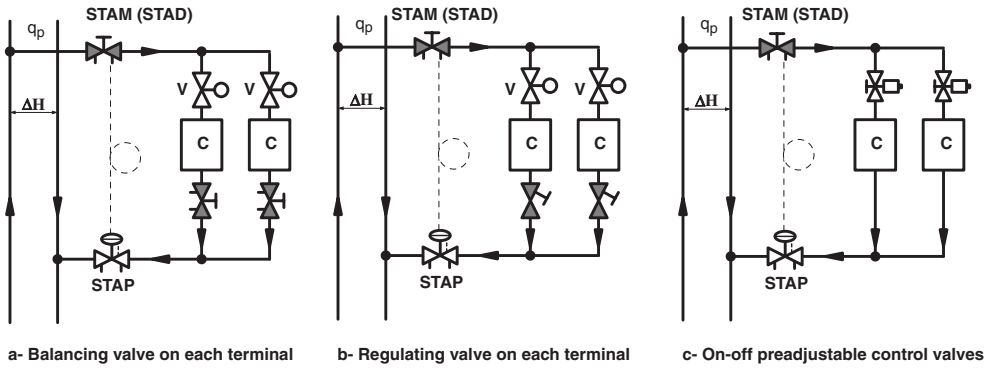 STAM (STAD)
qp
ΔH
V
V
C
C
STAP
a- Balancing valve on each terminal
STAM (STAD)
qp
ΔH
V
V
C
C
STAP
b- Regulating valve on each terminal
STAM (STAD)
qp
ΔH
C
C
STAP
c- On-off preadjustable control valves